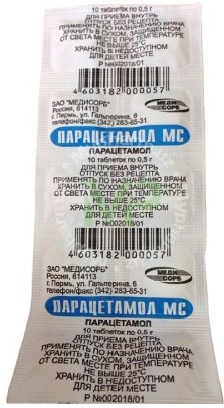 10 таблеток по 0,5 г
ДЛЯ ПРИЕМА ВНУТРЬ
ОТПУСК БЕЗ РЕЦЕПТА
ПРИМЕНЯТЬ ПО НАЗНАЧЕНИЮ ВРАЧА
ХРАНИТЬ В СУХОМ, ЗАЩИЩЕННОМ
ОТ СВЕТА МЕСТЕ ПРИ ТЕМПЕРАТУРЕ
НЕ ВЫШЕ 25°С
ХРАНИТЬ В НЕДОСТУПНОМ
ДЛЯ ДЕТЕЙ МЕСТЕ
Р №002018/01
4 603182 000057
ЗАО "МЕДИСОРБ"
Россия, 614113
г.Пермь, ул. Гальперина, 6
телефон/факс (342) 283-65-31
МЕДИ
СОРБ
ПАРАЦЕТАМОЛ МС
ПАРАЦЕТАМОЛ
10 таблеток по 0,5 г
ДЛЯ ПРИЕМА ВНУТРЬ
ОТПУСК БЕЗ РЕЦЕПТА
ПРИМЕНЯТЬ ПО НАЗНАЧЕНИЮ ВРАЧА
ХРАНИТЬ В СУХОМ, ЗАЩИЩЕННОМ
ОТ СВЕТА МЕСТЕ ПРИ ТЕМПЕРАТУРЕ
НЕ ВЫШЕ 25°С
ХРАНИТЬ В НЕДОСТУПНОМ
ДЛЯ ДЕТЕЙ МЕСТЕ
Р №002018/01
4 603182 000057
ЗАО "МЕДИСОРБ"
Россия, 614113
г.Пермь, ул. Гальперина, 6
телефон/факс (342) 283-65-31
МЕДИ
СОРБ
ПАРАЦЕТАМОЛ МС
ПАРАЦЕТАМОЛ
10 таблеток по 0,5 г
ДЛЯ ПРИЕМА ВНУТРЬ
ОТПУСК БЕЗ РЕЦЕПТА
ПРИМЕНЯТЬ ПО НАЗНАЧЕНИЮ ВРАЧА
ХРАНИТЬ В СУХОМ, ЗАЩИЩЕННОМ
ОТ СВЕТА МЕСТЕ ПРИ ТЕМПЕРАТУРЕ
НЕ ВЫШЕ 25°С
ХРАНИТЬ В НЕДОСТУПНОМ
ДЛЯ ДЕТЕЙ МЕСТЕ
Р №002018/01